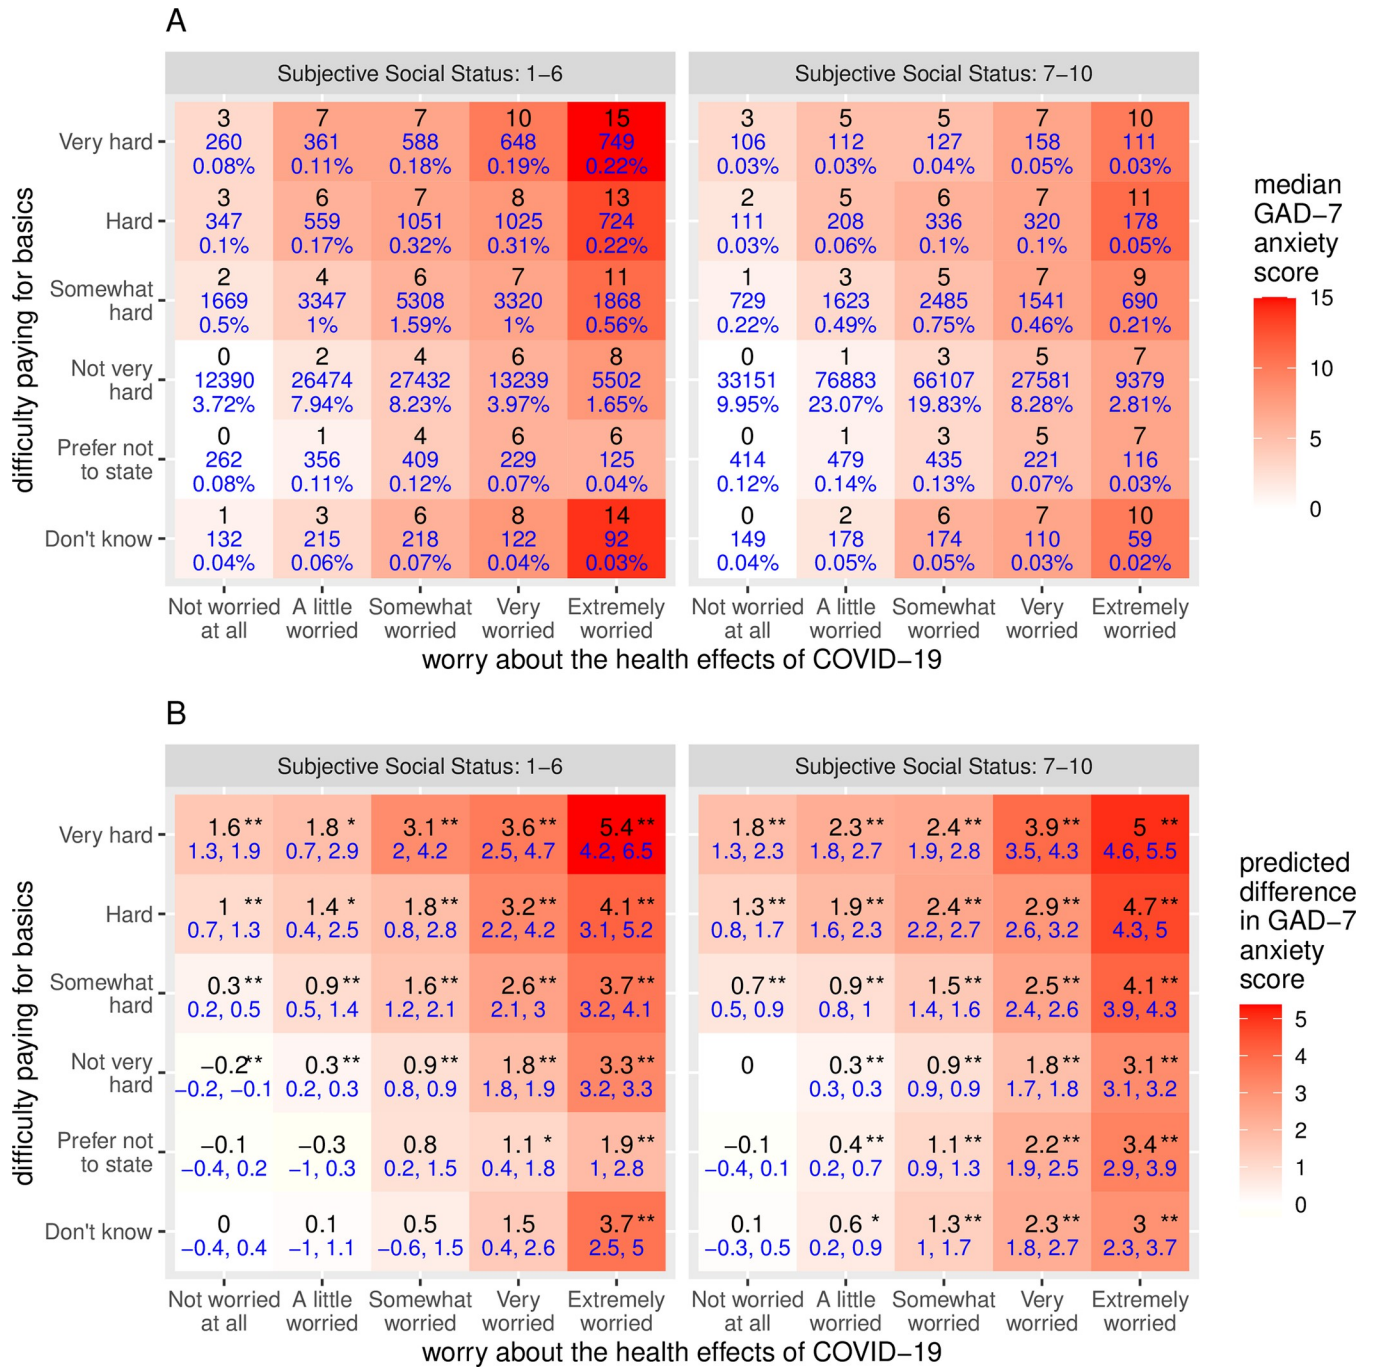 A
Subjective Social Status: 1−6 Subjective Social Status: 7−10
3 7 7 10 15 3 5 5 7 10
Very hard 260 361 588 648 749 106 112 127 158 111
0.08% 0.11% 0.18% 0.19% 0.22% 0.03% 0.03% 0.04% 0.05% 0.03%
3 6 7 8 13 2 5 6 7 11
Hard 347 559 1051 1025 724 111 208 336 320 178
0.1% 0.17% 0.32% 0.31% 0.22% 0.03% 0.06% 0.1% 0.1% 0.05%
2 4 6 7 11 1 3 5 7 9
Somewhat hard 1669 3347 5308 3320 1868 729 1623 2485 1541 690
0.5% 1% 1.59% 1% 0.56% 0.22% 0.49% 0.75% 0.46% 0.21%
0 2 4 6 8 0 1 3 5 7
Not very hard 12390 26474 27432 13239 5502 33151 76883 66107 27581 9379
3.72% 7.94% 8.23% 3.97% 1.65% 9.95% 23.07% 19.83% 8.28% 2.81%
0 1 4 6 6 0 1 3 5 7
Prefer not to state 262 356 409 229 125 414 479 435 221 116
0.08% 0.11% 0.12% 0.07% 0.04% 0.12% 0.14% 0.13% 0.07% 0.03%
1 3 6 8 14 0 2 6 7 10
Don't know 132 215 218 122 92 149 178 174 110 59
0.04% 0.06% 0.07% 0.04% 0.03% 0.04% 0.05% 0.05% 0.03% 0.02%
Not worried A little Somewhat Very Extremely Not worried A little Somewhat Very Extremely
at all worried worried worried worried at all worried worried worried worried
worry about the health effects of COVID−19
difficulty paying for basics
median
GAD−7
anxiety
score
15
10
5
0
B
Subjective Social Status: 1−6 Subjective Social Status: 7−10
Very hard 1.6** 1.8 * 3.1** 3.6** 5.4** 1.8** 2.3** 2.4** 3.9** 5 **
1.3, 1.9 0.7, 2.9 2, 4.2 2.5, 4.7 4.2, 6.5 1.3, 2.3 1.8, 2.7 1.9, 2.8 3.5, 4.3 4.6, 5.5
Hard 1 ** 1.4 * 1.8** 3.2** 4.1** 1.3** 1.9** 2.4** 2.9** 4.7**
0.7, 1.3 0.4, 2.5 0.8, 2.8 2.2, 4.2 3.1, 5.2 0.8, 1.7 1.6, 2.3 2.2, 2.7 2.6, 3.2 4.3, 5
Somewhat 0.3** 0.9** 1.6** 2.6** 3.7** 0.7** 0.9** 1.5** 2.5** 4.1**
hard 0.2, 0.5 0.5, 1.4 1.2, 2.1 2.1, 3 3.2, 4.1 0.5, 0.9 0.8, 1 1.4, 1.6 2.4, 2.6 3.9, 4.3
Not very −0.2** 0.3** 0.9** 1.8** 3.3** 0 0.3** 0.9** 1.8** 3.1**
hard −0.2, −0.1 0.2, 0.3 0.8, 0.9 1.8, 1.9 3.2, 3.3 0.3, 0.3 0.9, 0.9 1.7, 1.8 3.1, 3.2
Prefer not −0.1 −0.3 0.8 1.1 * 1.9** −0.1 0.4** 1.1** 2.2** 3.4**
to state −0.4, 0.2 −1, 0.3 0.2, 1.5 0.4, 1.8 1, 2.8 −0.4, 0.1 0.2, 0.7 0.9, 1.3 1.9, 2.5 2.9, 3.9
Don't know 0 0.1 0.5 1.5 3.7** 0.1 0.6 * 1.3** 2.3** 3 **
−0.4, 0.4 −1, 1.1 −0.6, 1.5 0.4, 2.6 2.5, 5 −0.3, 0.5 0.2, 0.9 1, 1.7 1.8, 2.7 2.3, 3.7
Not worried A little Somewhat Very Extremely Not worried A little Somewhat Very Extremely
at all worried worried worried worried at all worried worried worried worried
worry about the health effects of COVID−19
difficulty paying for basics
predicted
difference
in GAD−7
anxiety
score
5
4
3
2
1
0